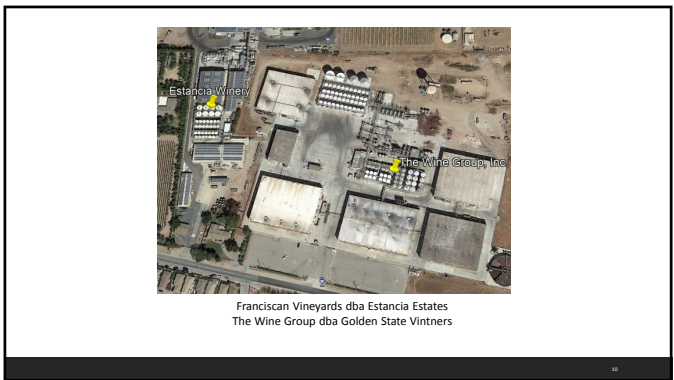 Estancia Winery
The Wine Group, Inc.
Franciscan Vineyards dba Estancia Estates
The Wine Group dba Golden State Vintners
10